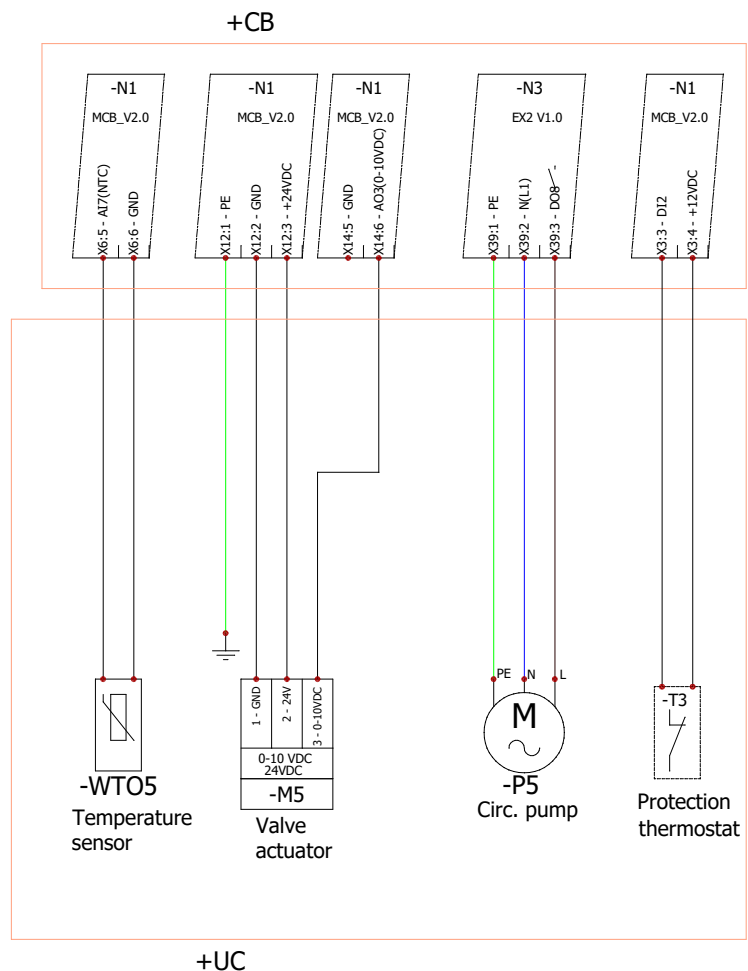 +CB
-N1
MCB_V2.0
X6:5 - AI7(NTC)
X6:6 - GND
-N1
MCB_V2.0
X12:1 - PE
X12:2 - GND
X12:3 - +24VDC
-N1
MCB_V2.0
X14:5 - GND
X14:6 - AO3(0-10VDC)
-N3
EX2 V1.0
X39:1 - PE
X39:2 - N(L1)
X39:3 - DO8
-N1
MCB_V2.0
X3:3 - DI2
X3:4 - +12VDC
-WTO5
Temperature
sensor
1 - GND
2 - 24V
3 - 0-10VDC
0-10 VDC
24VDC
-M5
Valve
actuator
PE
N
L
M
-P5
Circ. pump
-T3
Protection
thermostat
+UC